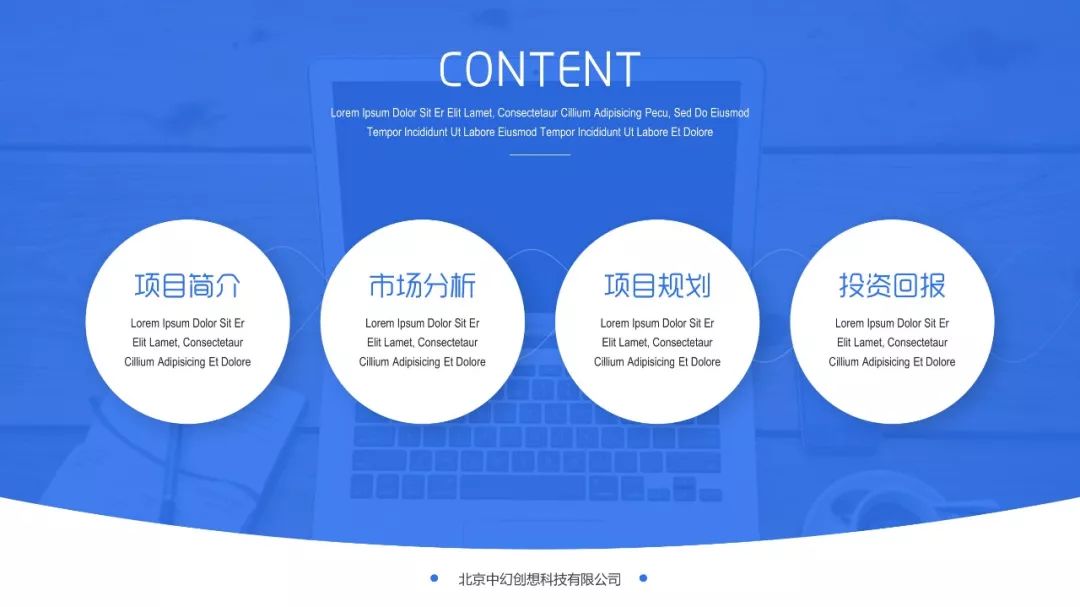 CONTENT
Lorem Ipsum Dolor Sit Er Elit Lamet, Consectetaur Cillium Adipisicing Pecu, Sed Do Eiusmod
Tempor Incididunt Ut Labore Eiusmod Tempor Incididunt Ut Labore Et Dolore
项目简介
Lorem Ipsum Dolor Sit Er
Elit Lamet, Consectetaur
Cillium Adipisicing Et Dolore
市场分析
Lorem Ipsum Dolor Sit Er
Elit Lamet, Consectetaur
Cillium Adipisicing Et Dolore
项目规划
Lorem Ipsum Dolor Sit Er
Elit Lamet, Consectetaur
Cillium Adipisicing Et Dolore
投资回报
Lorem Ipsum Dolor Sit Er
Elit Lamet, Consectetaur
Cillium Adipisicing Et Dolore
北京中幻创想科技有限公司